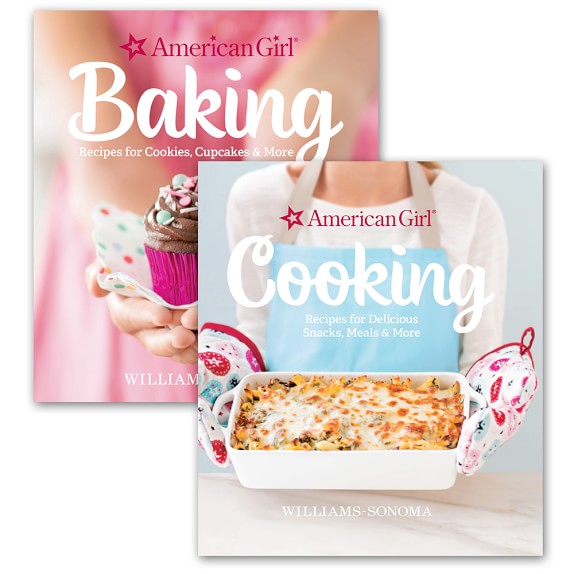 American Girl®
Baking
Recipes for Cookies, Cupcakes & More
WILLIAMS
American Girl®
Cooking
Recipes for Delicious
Snacks, Meals & More
WILLIAMS-SONOMA